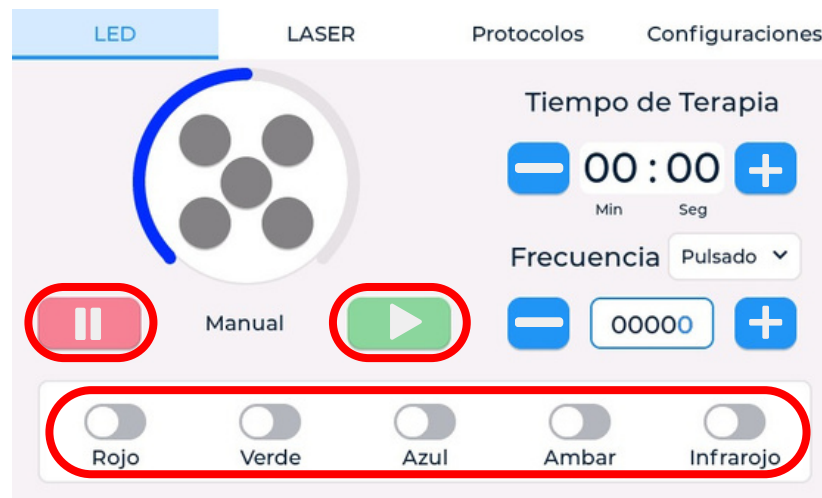 LED LASER Protocolos Configuraciones
Tiempo de Terapia
00 : 00
Min Seg
Frecuencia Pulsado
Manual
00000
Rojo Verde Azul Ambar Infrarojo